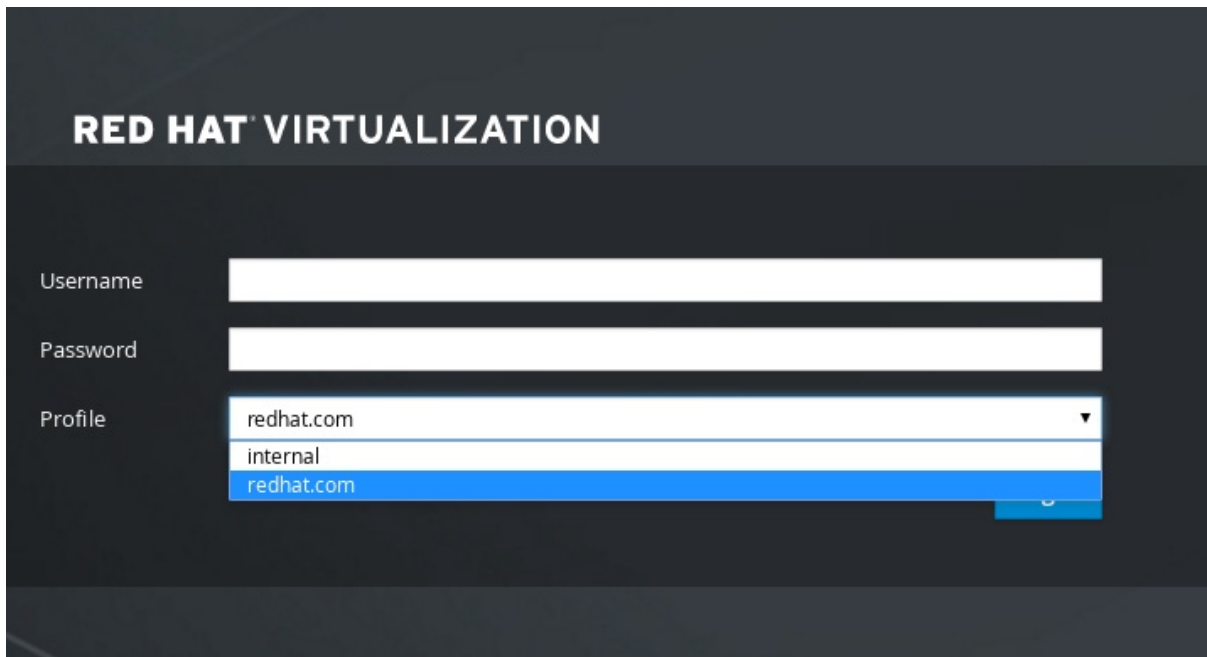 RED HAT® VIRTUALIZATION
Username
Password
Profile
redhat.com
internal
redhat.com